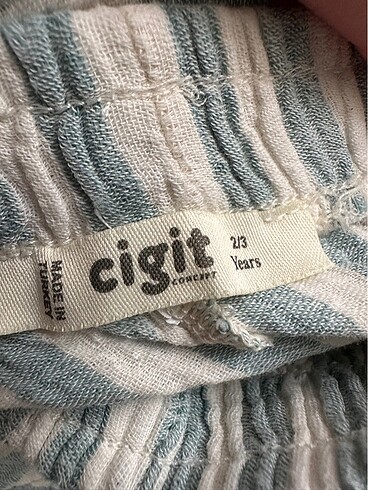 MADE IN
TURKEY
cigit
CONCEPT
2/3
Years